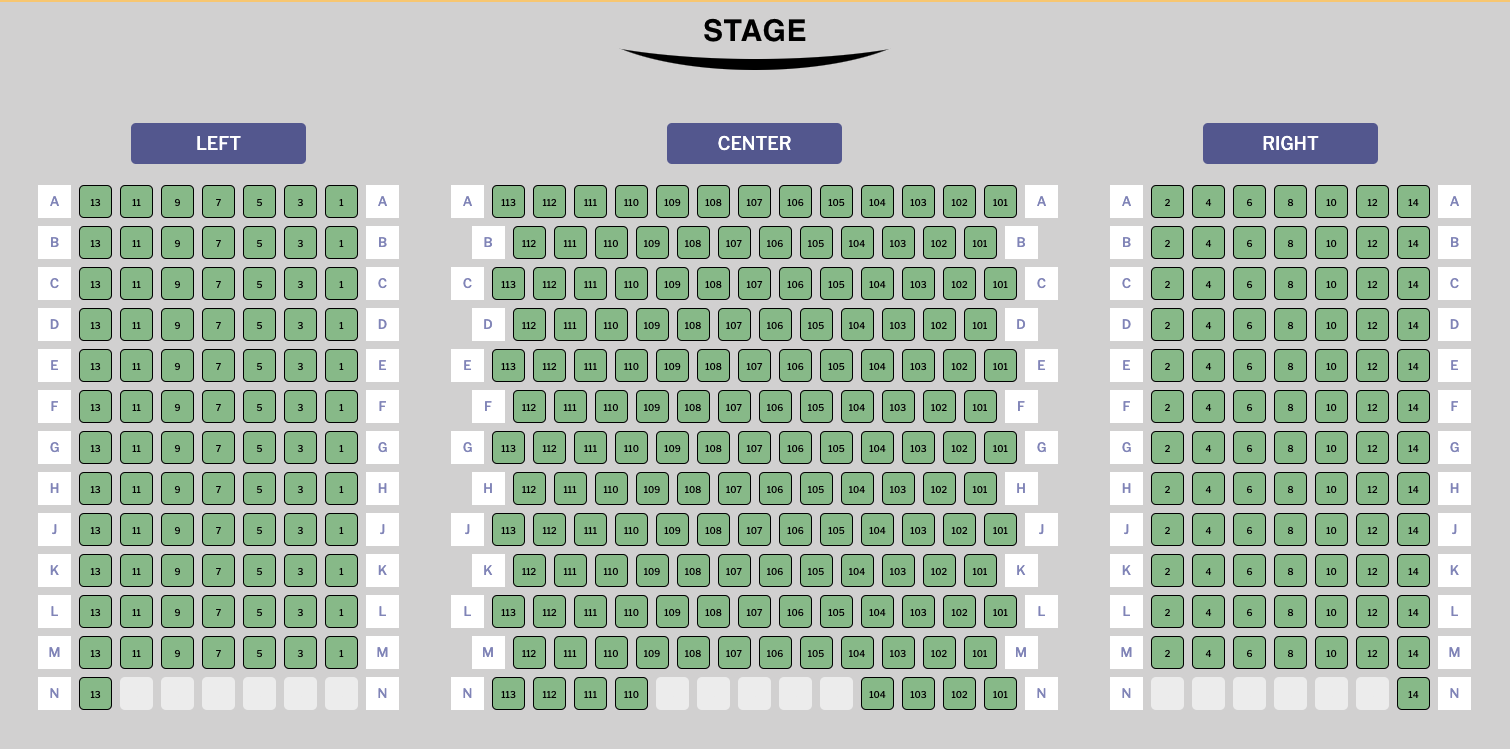 STAGE
LEFT CENTER RIGHT
A 13 11 9 7 5 3 1 A A 113 112 111 110 109 108 107 106 105 104 103 102 101 A A 2 4 6 8 10 12 14 A
B 13 11 9 7 5 3 1 B B 112 111 110 109 108 107 106 105 104 103 102 101 B B 2 4 6 8 10 12 14 B
C 13 11 9 7 5 3 1 C C 113 112 111 110 109 108 107 106 105 104 103 102 101 C C 2 4 6 8 10 12 14 C
D 13 11 9 7 5 3 1 D D 112 111 110 109 108 107 106 105 104 103 102 101 D D 2 4 6 8 10 12 14 D
E 13 11 9 7 5 3 1 E E 113 112 111 110 109 108 107 106 105 104 103 102 101 E E 2 4 6 8 10 12 14 E
F 13 11 9 7 5 3 1 F F 112 111 110 109 108 107 106 105 104 103 102 101 F F 2 4 6 8 10 12 14 F
G 13 11 9 7 5 3 1 G G 113 112 111 110 109 108 107 106 105 104 103 102 101 G G 2 4 6 8 10 12 14 G
H 13 11 9 7 5 3 1 H H 112 111 110 109 108 107 106 105 104 103 102 101 H H 2 4 6 8 10 12 14 H
J 13 11 9 7 5 3 1 J J 113 112 111 110 109 108 107 106 105 104 103 102 101 J J 2 4 6 8 10 12 14 J
K 13 11 9 7 5 3 1 K K 112 111 110 109 108 107 106 105 104 103 102 101 K K 2 4 6 8 10 12 14 K
L 13 11 9 7 5 3 1 L L 113 112 111 110 109 108 107 106 105 104 103 102 101 L L 2 4 6 8 10 12 14 L
M 13 11 9 7 5 3 1 M M 112 111 110 109 108 107 106 105 104 103 102 101 M M 2 4 6 8 10 12 14 M
N 13 N N 113 112 111 110 104 103 102 101 N N 14 N